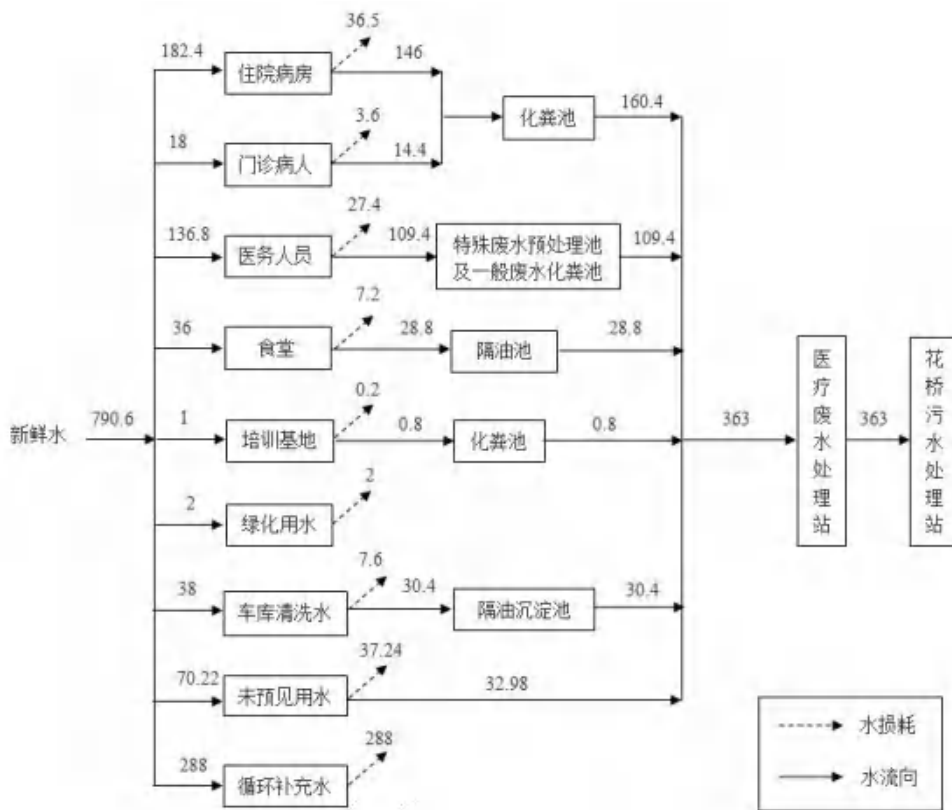 36.5
182.4
住院病房
146
化粪池
160.4
3.6
18
门诊病人
14.4
27.4
136.8
医务人员
109.4
特殊废水预处理池
及一般废水化粪池
109.4
7.2
36
食堂
28.8
隔油池
28.8
新鲜水
790.6
0.2
1
培训基地
0.8
化粪池
0.8
363
医疗废水处理站
363
花桥污水处理站
2
2
绿化用水
7.6
38
车库清洗水
30.4
隔油沉淀池
30.4
37.24
70.22
未预见用水
32.98
288
288
循环补充水
水损耗
水流向